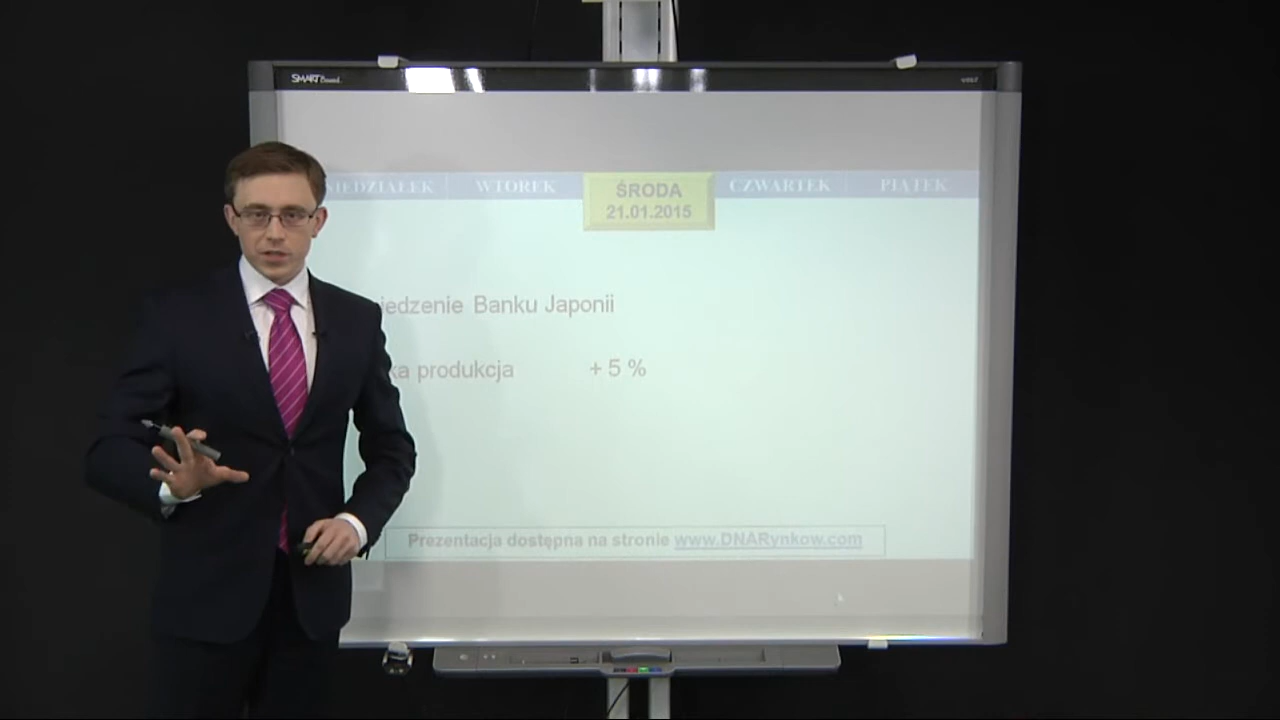 SMART Board
NIEDZIAŁEK WTOREK ŚRODA CZWARTEK PIĄTEK
21.01.2015
iedzenie Banku Japonii
ka produkcja + 5 %
Prezentacja dostępna na stronie www.DNARynkow.com